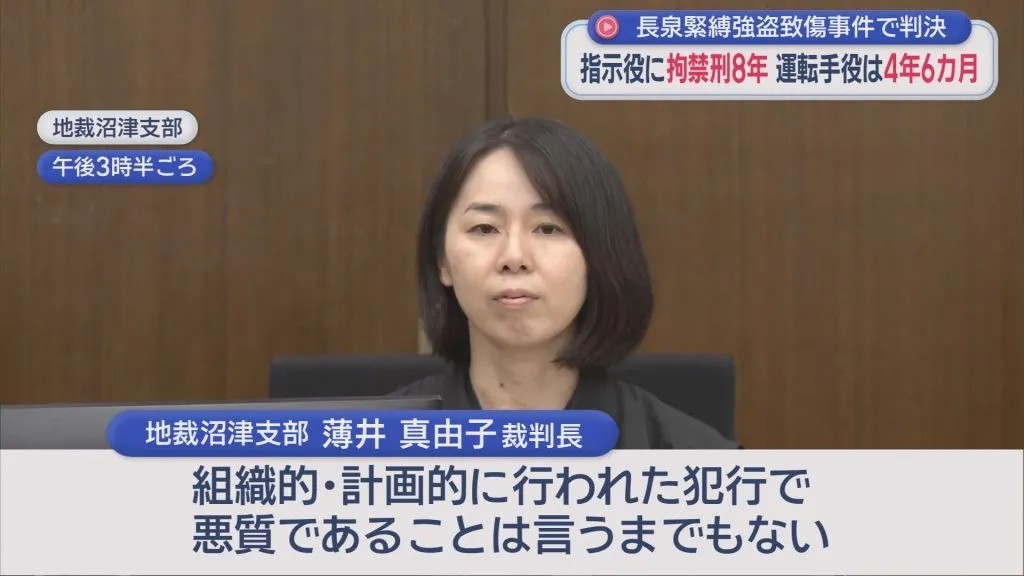 長泉緊縛強盗致傷事件で判決
指示役に拘禁刑8年 運転手役は4年6カ月
地裁沼津支部
午後3時半ごろ
地裁沼津支部 薄井 真由子 裁判長
組織的・計画的に行われた犯行で
悪質であることは言うまでもない